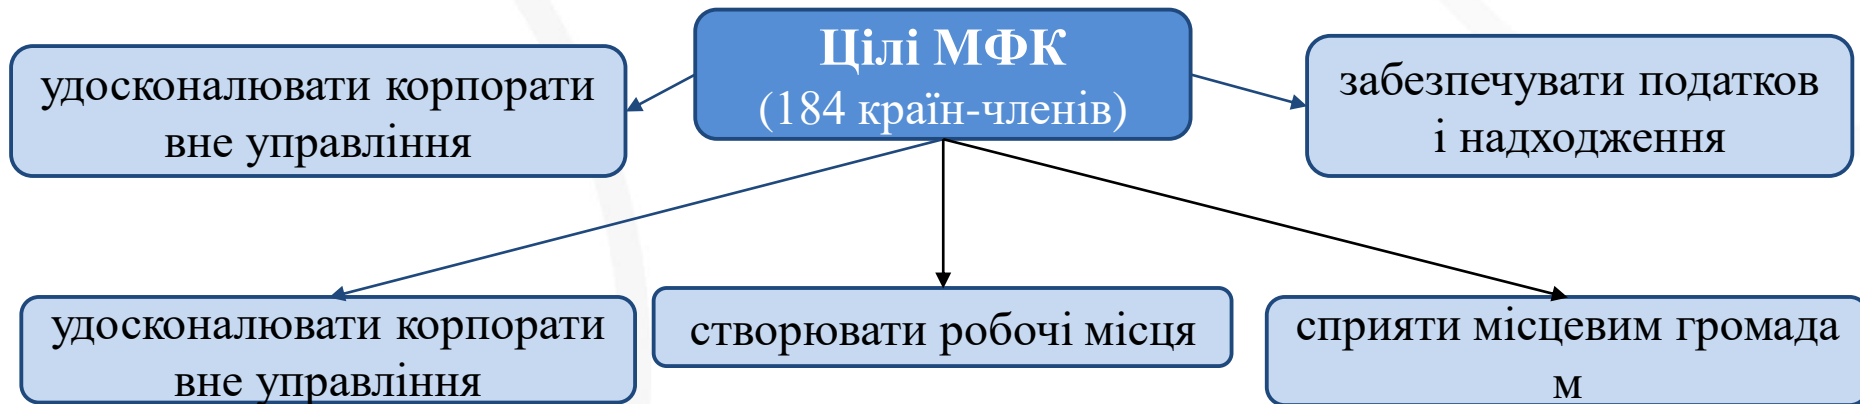 Цілі МФК
(184 країн-членів)
удосконалювати корпорати
вне управління
забезпечувати податков
і надходження
удосконалювати корпорати
вне управління
створювати робочі місця
сприяти місцевим громада
м